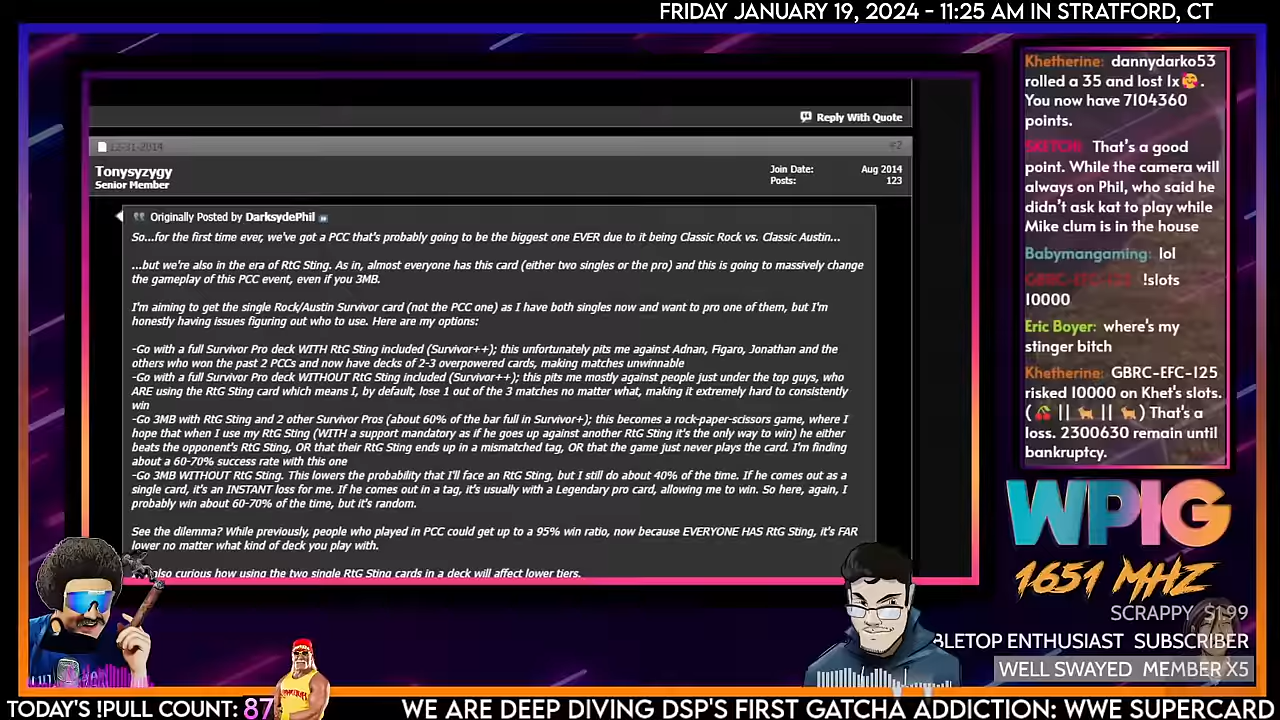 FRIDAY JANUARY 19, 2024 - 11:25 AM IN STRATFORD, CT
Reply With Quote
12-31-2014
#2
Tonysyzygy
Senior Member
Join Date: Aug 2014
Posts: 123
Originally Posted by DarksydePhil
So...for the first time ever, we've got a PCC that's probably going to be the biggest one EVER due to it being Classic Rock vs. Classic Austin...
...but we're also in the era of RtG Sting. As in, almost everyone has this card (either two singles or the pro) and this is going to massively change
the gameplay of this PCC event, even if you 3MB.
I'm aiming to get the single Rock/Austin Survivor card (not the PCC one) as I have both singles now and want to pro one of them, but I'm
honestly having issues figuring out who to use. Here are my options:
-Go with a full Survivor Pro deck WITH RtG Sting included (Survivor++); this unfortunately pits me against Adnan, Figaro, Jonathan and the
others who won the past 2 PCCs and now have decks of 2-3 overpowered cards, making matches unwinnable
-Go with a full Survivor Pro deck WITHOUT RtG Sting included (Survivor++); this pits me mostly against people just under the top guys, who
ARE using the RtG Sting card which means I, by default, lose 1 out of the 3 matches no matter what, making it extremely hard to consistently
win
-Go 3MB with RtG Sting and 2 other Survivor Pros (about 60% of the bar full in Survivor+); this becomes a rock-paper-scissors game, where I
hope that when I use my RtG Sting (WITH a support mandatory as if he goes up against another RtG Sting it's the only way to win) he either
beats the opponent's RtG Sting, OR that their RtG Sting ends up in a mismatched tag, OR that the game just never plays the card. I'm finding
about a 60-70% success rate with this one
-Go 3MB WITHOUT RtG Sting. This lowers the probability that I'll face an RtG Sting, but I still do about 40% of the time. If he comes out as a
single card, it's an INSTANT loss for me. If he comes out in a tag, it's usually with a Legendary pro card, allowing me to win. So here, again, I
probably win about 60-70% of the time, but it's random.
See the dilemma? While previously, people who played in PCC could get up to a 95% win ratio, now because EVERYONE HAS RtG Sting, it's FAR
lower no matter what kind of deck you play with.
also curious how using the two single RtG Sting cards in a deck will affect lower tiers.
Khetherine: dannydarko53
rolled a 35 and lost 1x🥰.
You now have 7104360
points.
SKETCH: That's a good
point. While the camera will
always on Phil, who said he
didn't ask kat to play while
Mike clum is in the house
Babymangaming: lol
GBRC-EFC-125: !slots
10000
Eric Boyer: where's my
stinger bitch
Khetherine: GBRC-EFC-125
risked 10000 on Khet's slots.
( 🍒 || 🐈 || 🐈 ) That's a
loss. 2300630 remain until
bankruptcy.
WPIG
1651 MHZ
SCRAPPY $1.99
BLETOP ENTHUSIAST SUBSCRIBER
WELL SWAYED MEMBER X5
TODAY'S !PULL COUNT: 87
WE ARE DEEP DIVING DSP'S FIRST GATCHA ADDICTION: WWE SUPERCARD